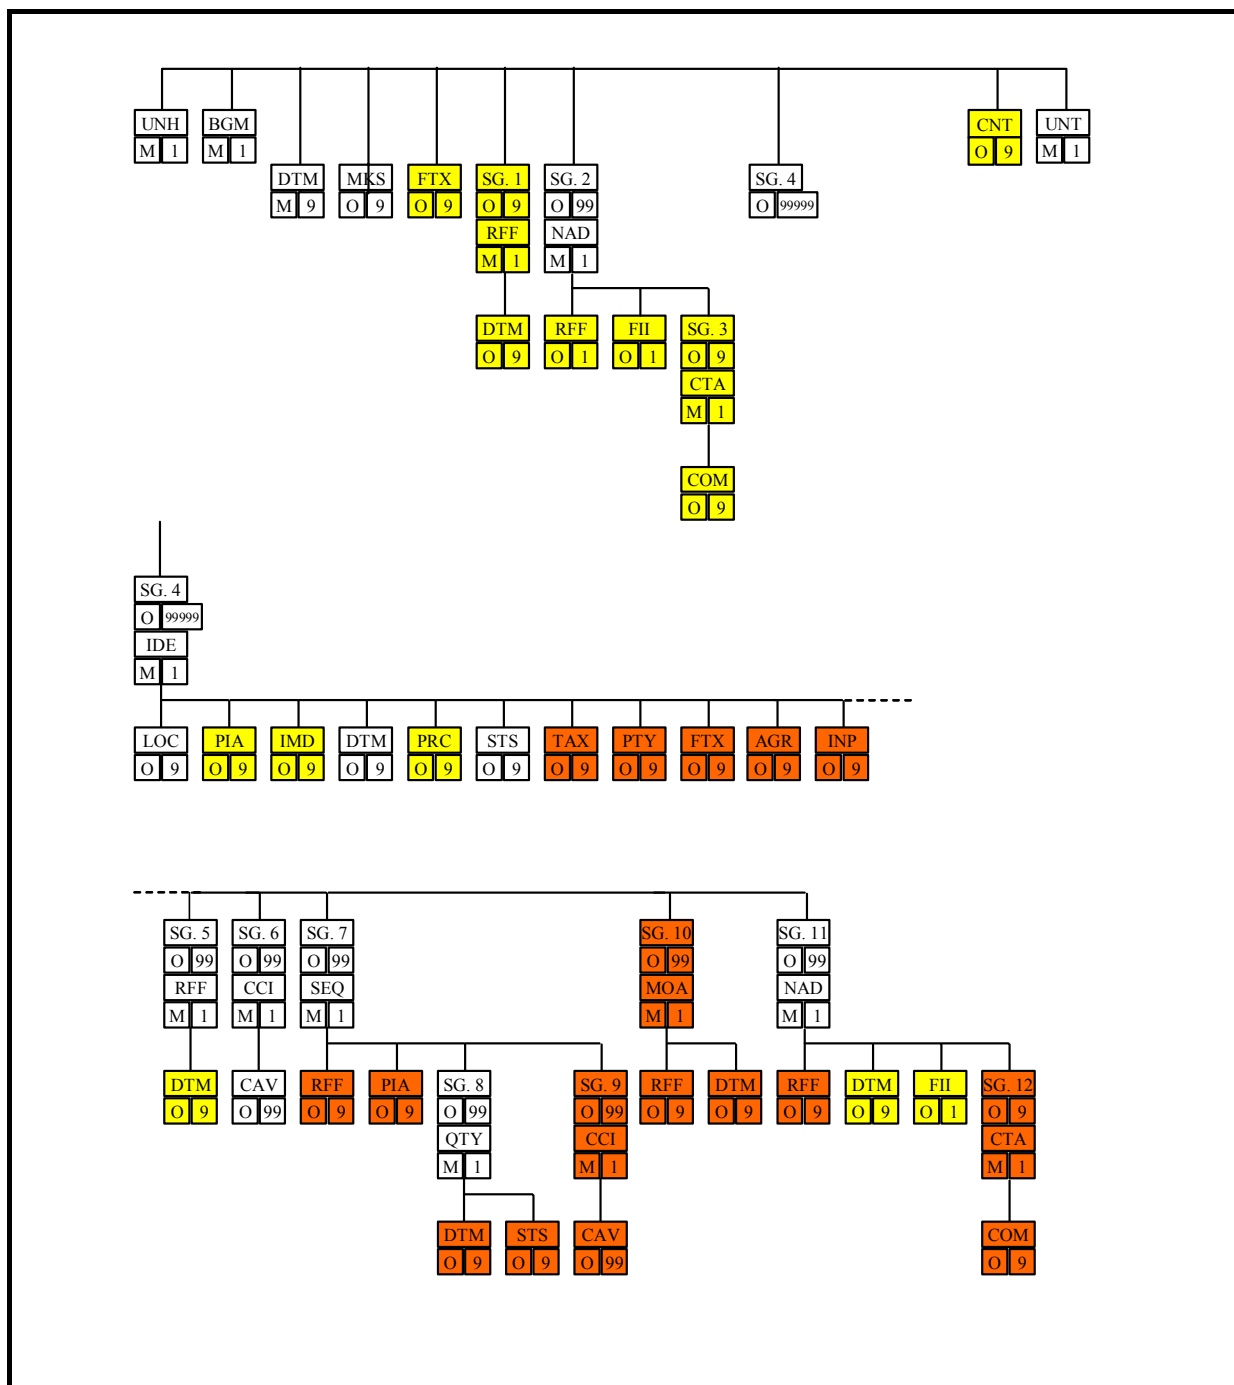 UNH BGM CNT UNT
M 1 M 1 O 9 M 1
DTM MKS FTX SG. 1 SG. 2 SG. 4
M 9 O 9 O 9 O 9 O 99 O 99999
RFF NAD
M 1 M 1
DTM RFF FII SG. 3
O 9 O 1 O 1 O 9
CTA
M 1
COM
O 9
SG. 4
O 99999
IDE
M 1
LOC PIA IMD DTM PRC STS TAX PTY FTX AGR INP
O 9 O 9 O 9 O 9 O 9 O 9 O 9 O 9 O 9 O 9 O 9
SG. 5 SG. 6 SG. 7 SG. 10 SG. 11
O 99 O 99 O 99 O 99 O 99
RFF CCI SEQ MOA NAD
M 1 M 1 M 1 M 1 M 1
DTM CAV RFF PIA SG. 8 SG. 9 RFF DTM RFF DTM FII SG. 12
O 9 O 99 O 9 O 9 O 99 O 99 O 9 O 9 O 9 O 9 O 1 O 9
QTY CCI CTA
M 1 M 1 M 1
DTM STS CAV COM
O 9 O 9 O 99 O 9